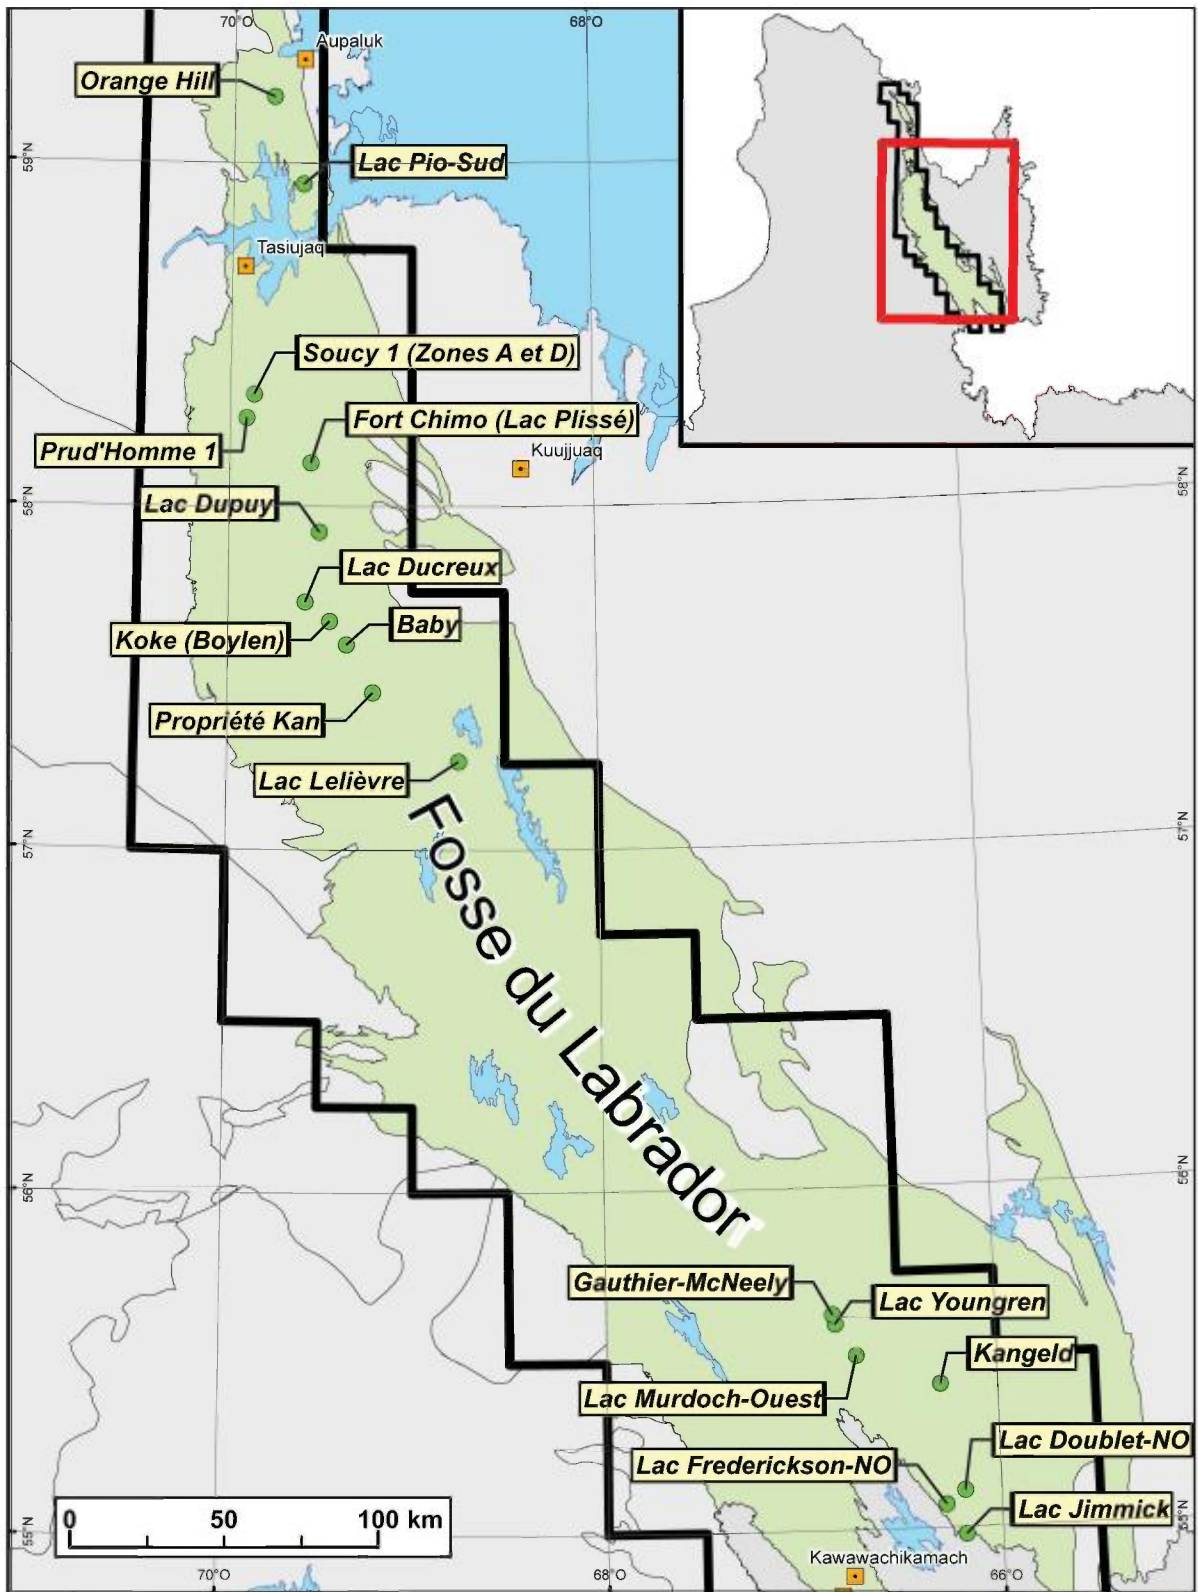 70°O
68°O
Aupaluk
Orange Hill
59°N
Lac Pio-Sud
Tasiujaq
Soucy 1 (Zones A et D)
Fort Chimo (Lac Plissé)
Prud'Homme 1
Kuujjuaq
58°N
58°N
Lac Dupuy
Lac Ducreux
Baby
Koke (Boylen)
Propriété Kan
Lac Lelièvre
57°N
57°N
Fosse du Labrador
56°N
56°N
Gauthier-McNeely
Lac Youngren
Kangeld
Lac Murdoch-Ouest
Lac Doublet-NO
Lac Frederickson-NO
Lac Jimmick
0 50 100 km
55°N
55°N
Kawawachikamach
70°O
68°O
66°O